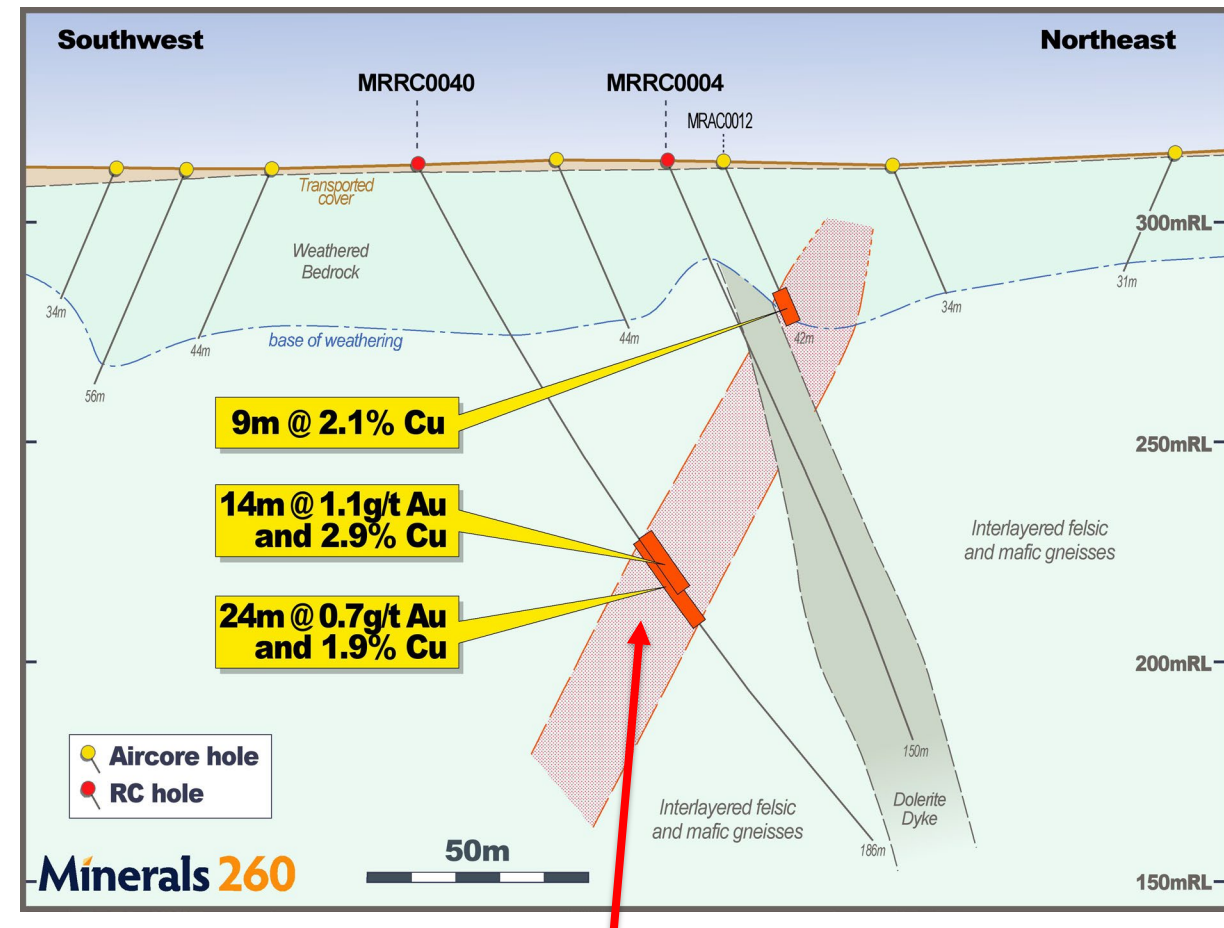 Southwest
Northeast
MRRC0040
MRRC0004
MRAC0012
Transported
cover
300mRL
Weathered
Bedrock
34m
56m
44m
base of weathering
44m
42m
34m
31m
9m @ 2.1% Cu
250mRL
14m @ 1.1g/t Au
and 2.9% Cu
Interlayered felsic
and mafic gneisses
24m @ 0.7g/t Au
and 1.9% Cu
200mRL
Aircore hole
RC hole
150m
Interlayered felsic
and mafic gneisses
Dolerite
Dyke
186m
Minerals 260
50m
150mRL